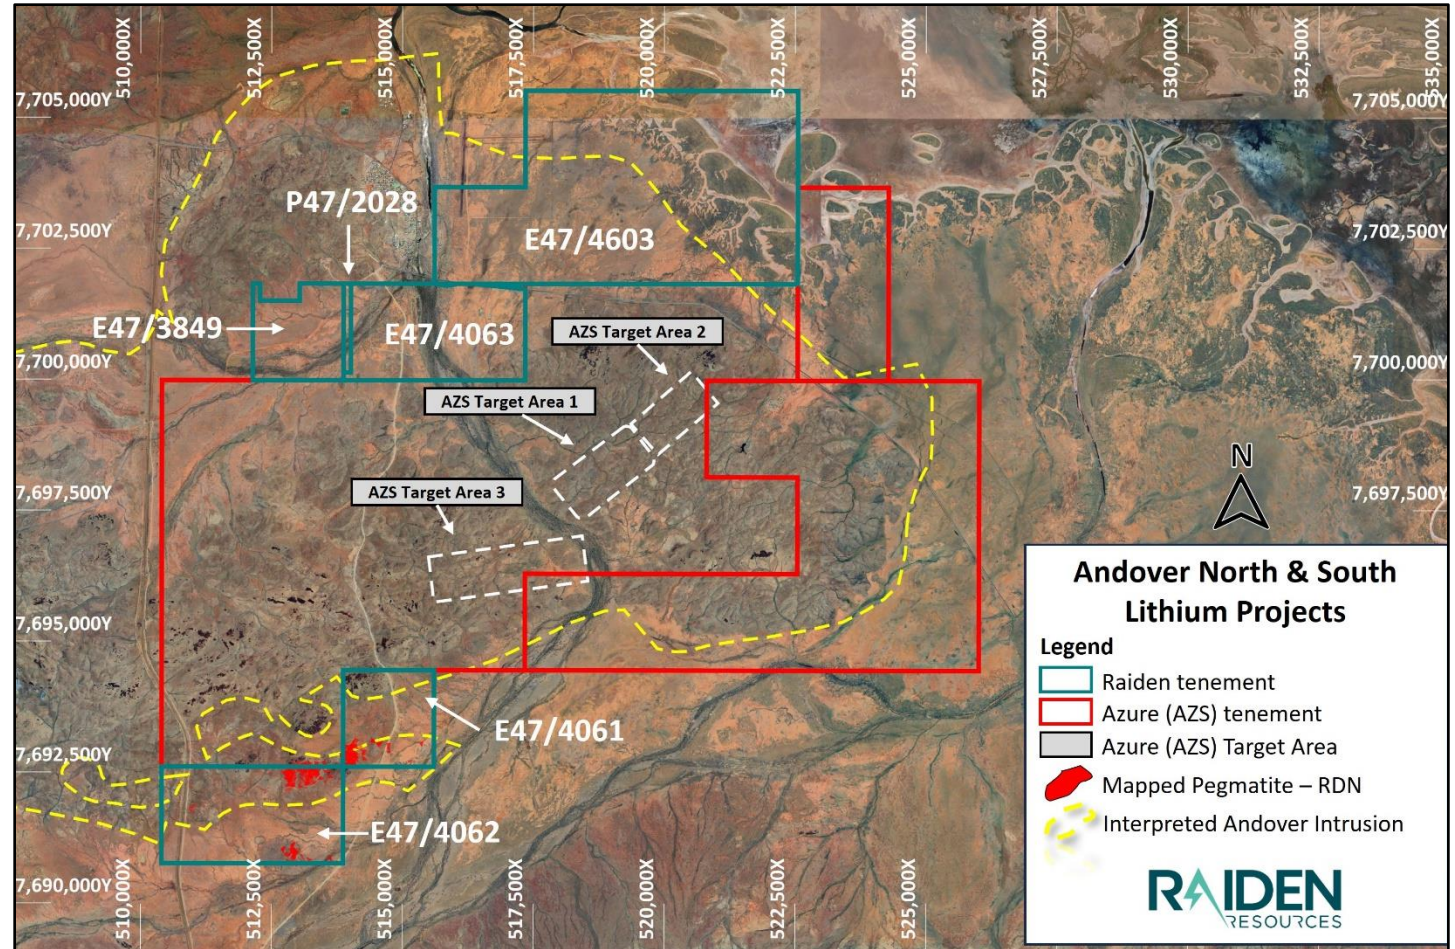 510,000X
512,500X
515,000X
517,500X
520,000X
522,500X
525,000X
527,500X
530,000X
532,500X
535,000X
7,705,000Y
7,705,000Y
P47/2028
7,702,500Y
E47/4603
7,702,500Y
E47/3849
E47/4063
AZS Target Area 2
7,700,000Y
7,700,000Y
AZS Target Area 1
AZS Target Area 3
7,697,500Y
7,697,500Y
N
7,695,000Y
E47/4061
7,692,500Y
E47/4062
7,690,000Y
510,000X
512,500X
515,000X
517,500X
520,000X
522,500X
525,000X
Andover North & South
Lithium Projects
Legend
Raiden tenement
Azure (AZS) tenement
Azure (AZS) Target Area
Mapped Pegmatite – RDN
Interpreted Andover Intrusion
RAIDEN
RESOURCES